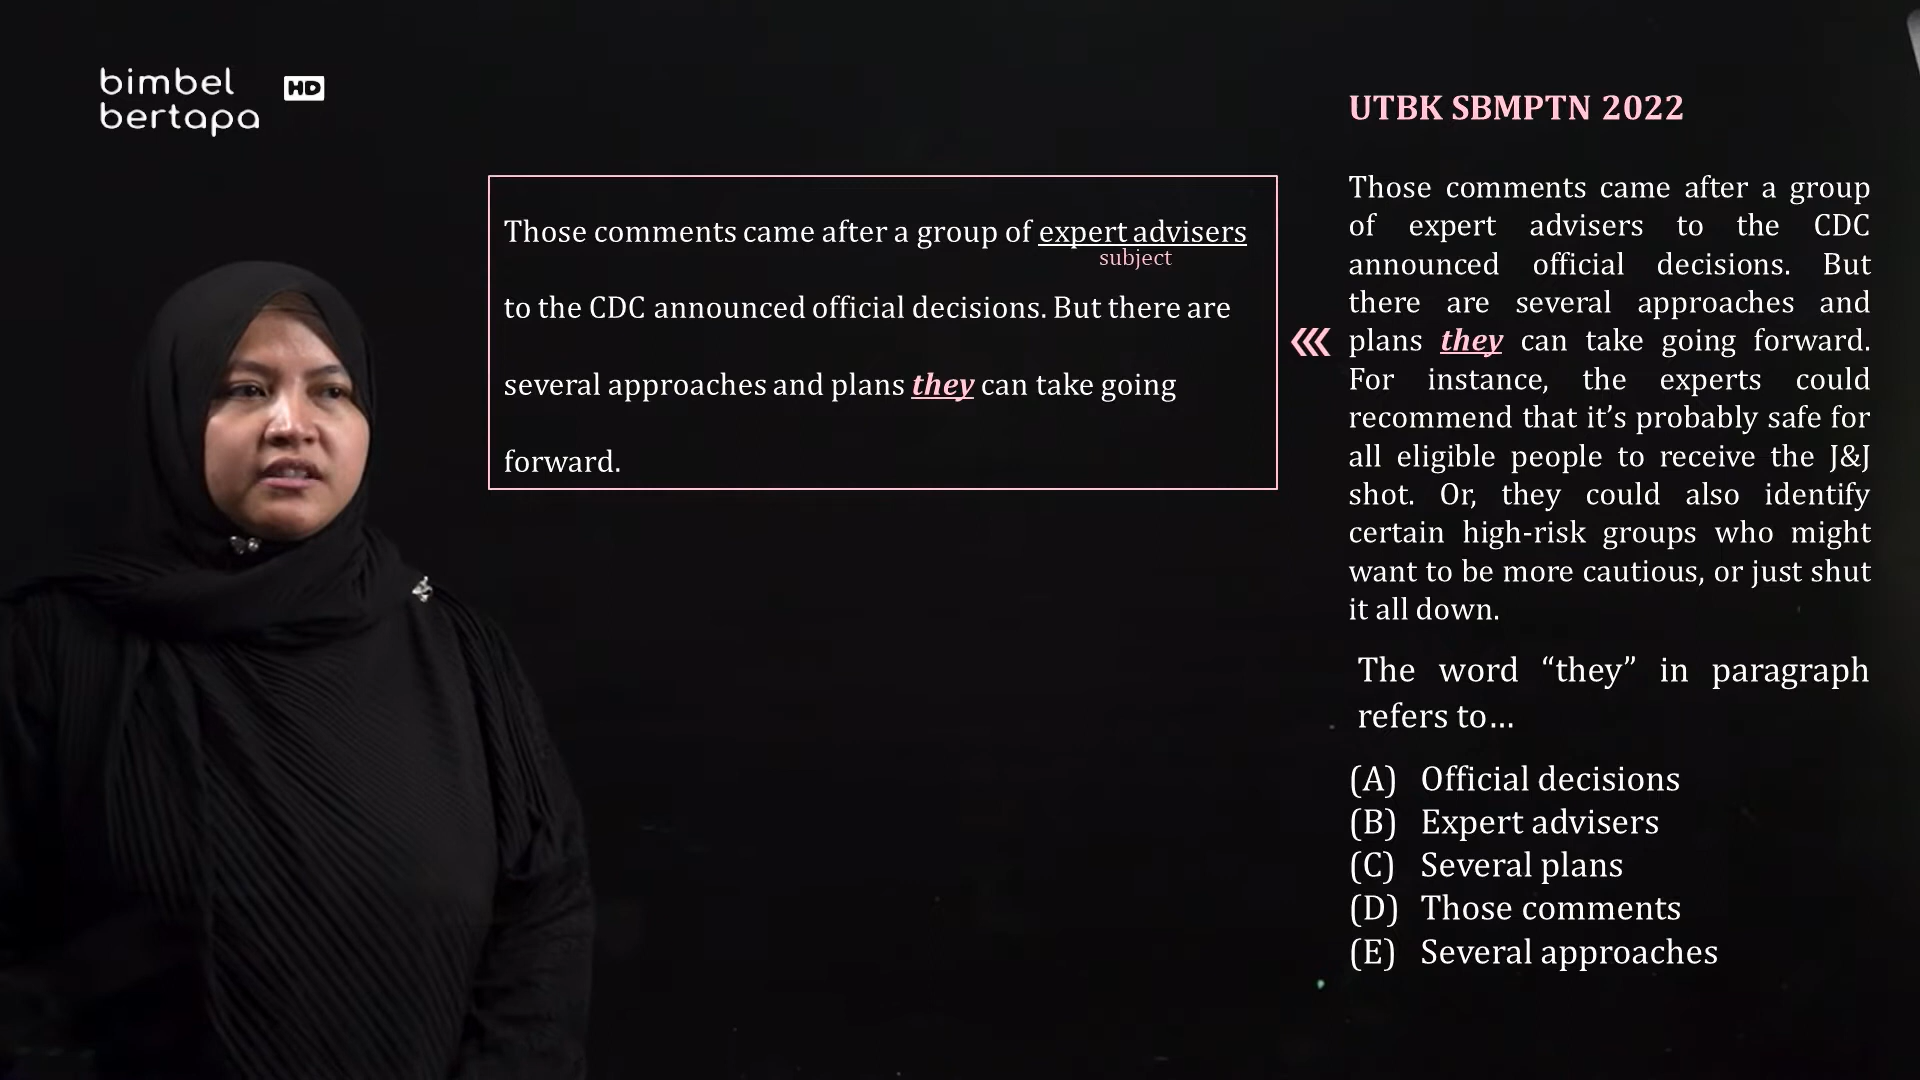 bimbel
bertapa
HD
UTBK SBMPTN 2022
Those comments came after a group of expert advisers
subject
to the CDC announced official decisions. But there are
several approaches and plans they can take going
forward.
Those comments came after a group
of expert advisers to the CDC
announced official decisions. But
there are several approaches and
plans they can take going forward.
For instance, the experts could
recommend that it’s probably safe for
all eligible people to receive the J&J
shot. Or, they could also identify
certain high-risk groups who might
want to be more cautious, or just shut
it all down.
The word “they” in paragraph
refers to…
(A) Official decisions
(B) Expert advisers
(C) Several plans
(D) Those comments
(E) Several approaches